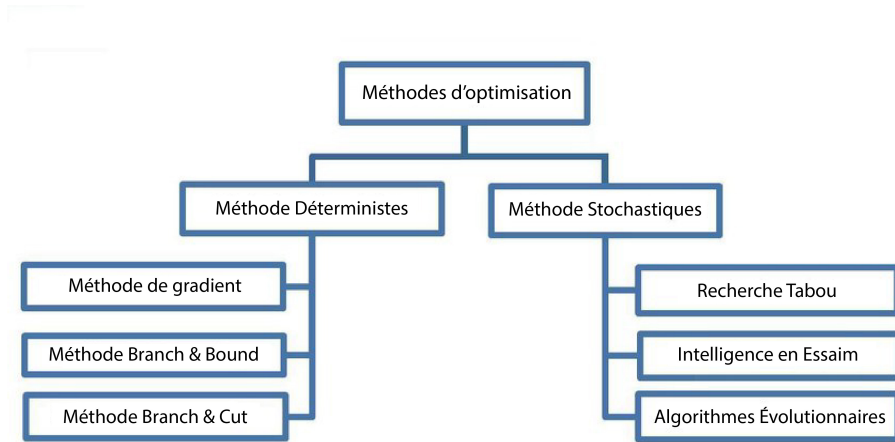 Méthodes d'optimisation
Méthode Déterministes
Méthode Stochastiques
Méthode de gradient
Méthode Branch & Bound
Méthode Branch & Cut
Recherche Tabou
Intelligence en Essaim
Algorithmes Évolutionnaires